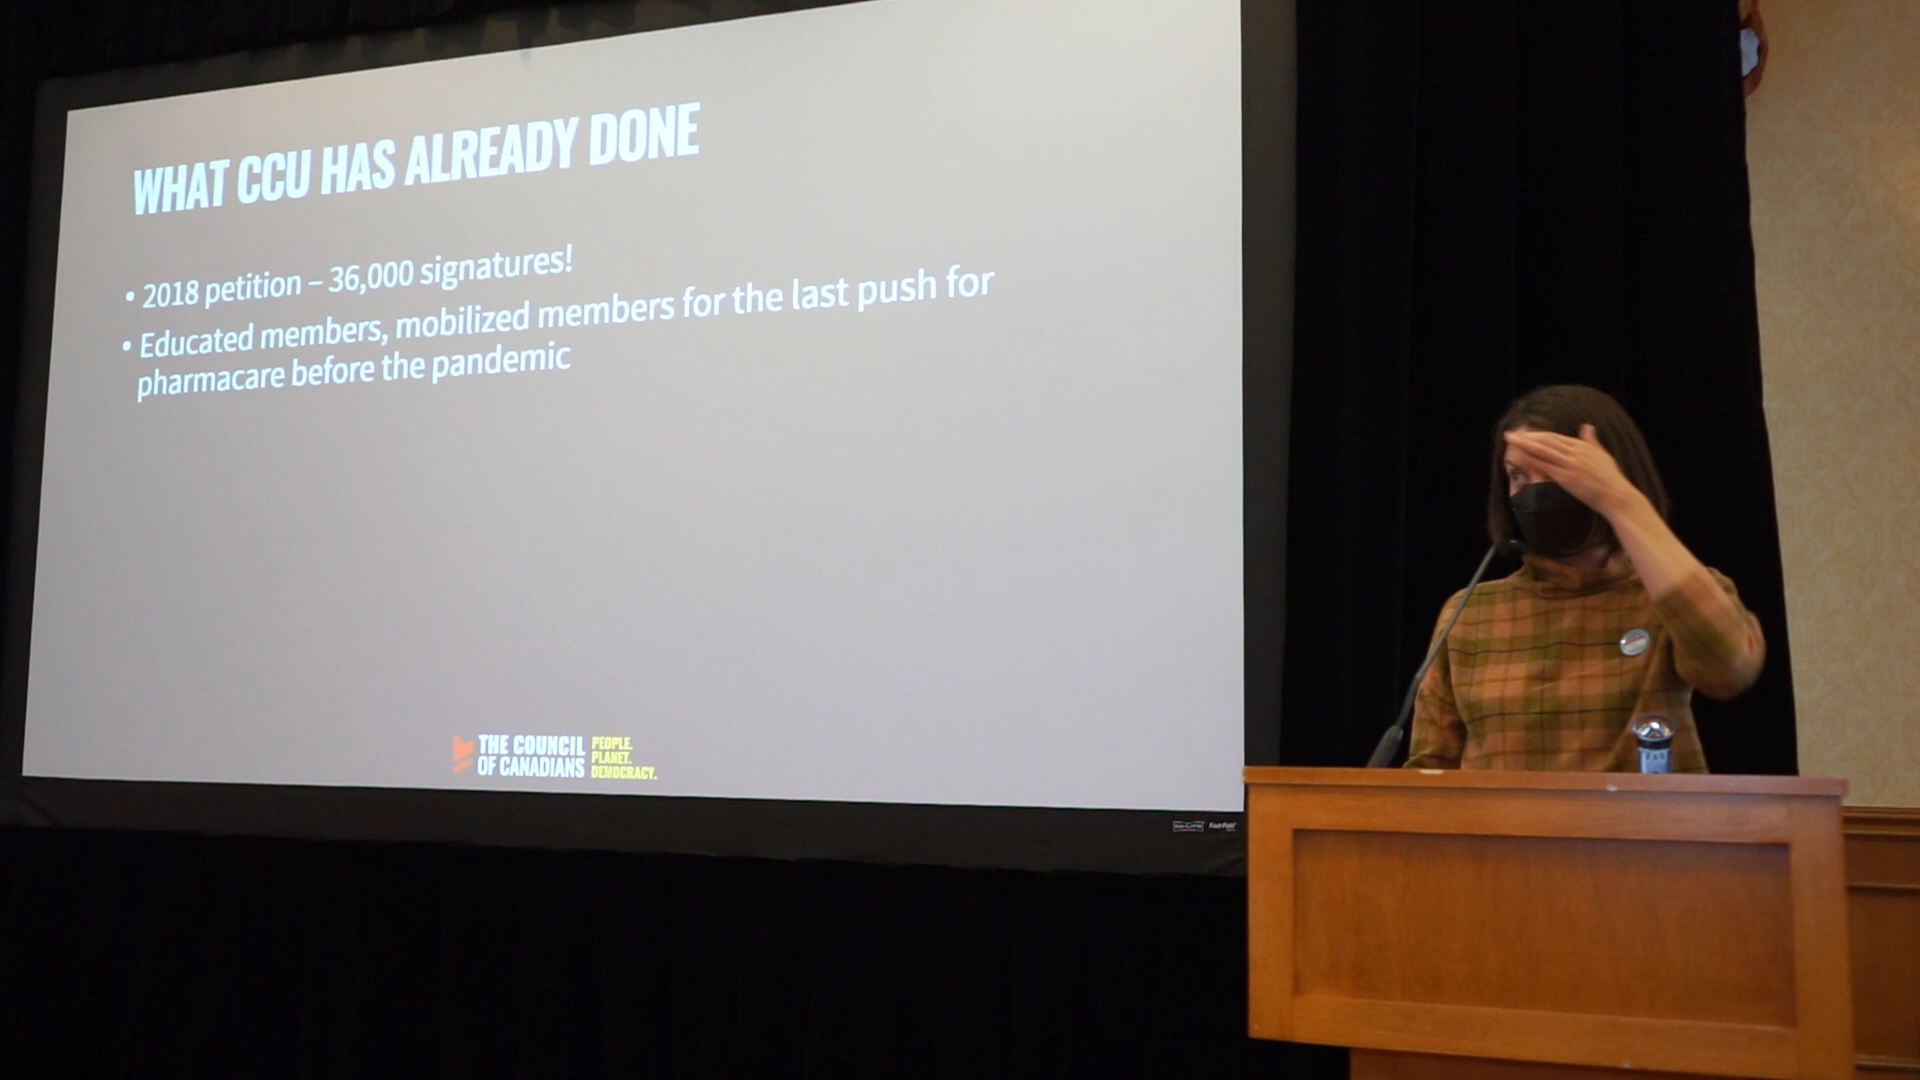 WHAT CCU HAS ALREADY DONE
• 2018 petition – 36,000 signatures!
• Educated members, mobilized members for the last push for
pharmacare before the pandemic
THE COUNCIL
OF CANADIANS
PEOPLE.
PLANET.
DEMOCRACY.